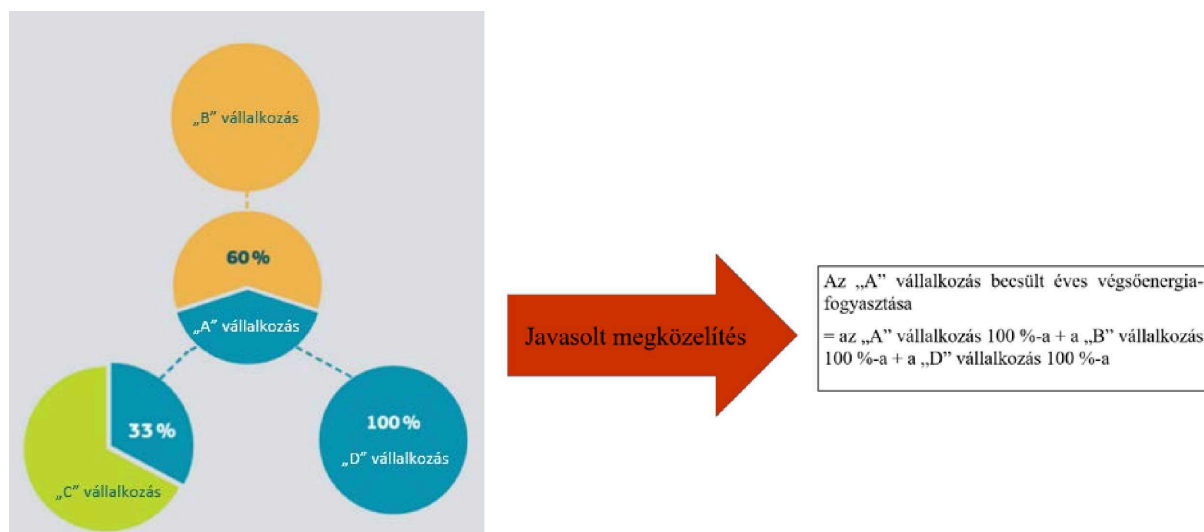 „B” vállalkozás
60 %
„A” vállalkozás
33 %
„C” vállalkozás
100 %
„D” vállalkozás
Javasolt megközelítés
Az „A” vállalkozás becsült éves végsőenergia-
fogyasztása
= az „A” vállalkozás 100 %-a + a „B” vállalkozás
100 %-a + a „D” vállalkozás 100 %-a